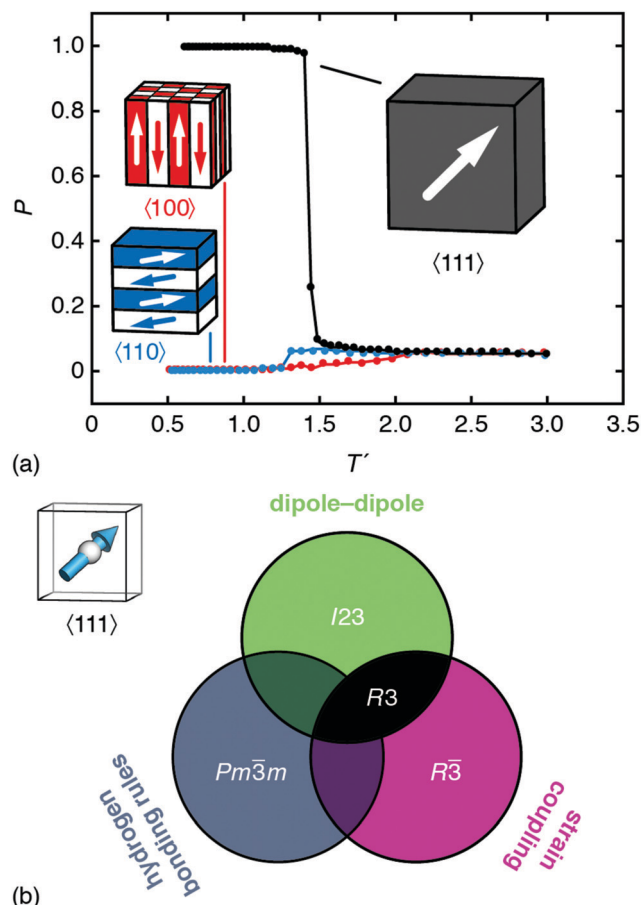 1.0
0.8
0.6
0.4
0.2
0
P
⟨100⟩
⟨110⟩
⟨111⟩
0 0.5 1.0 1.5 2.0 2.5 3.0 3.5
T′
(a)
dipole–dipole
⟨111⟩
I23
R3
Pm3̅m
R3̅
hydrogen
bonding rules
strain
coupling
(b)